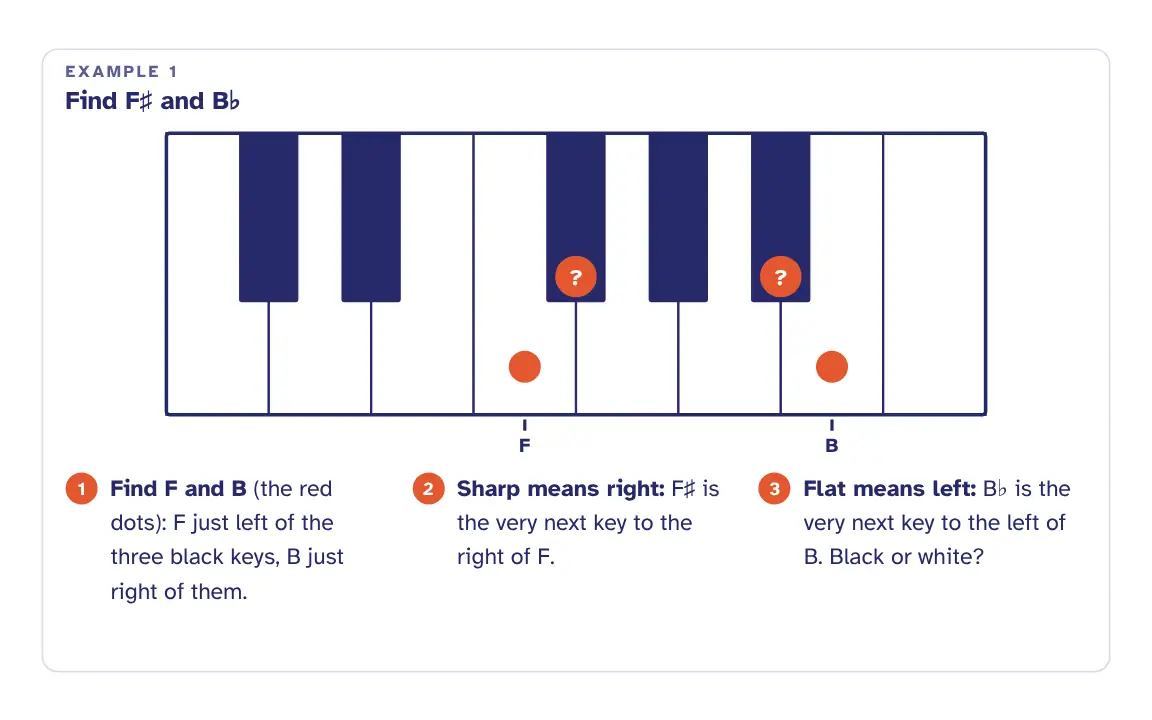 EXAMPLE 1
Find F♯ and B♭
?
?
F
B
1
Find F and B (the red
dots): F just left of the
three black keys, B just
right of them.
2
Sharp means right: F♯ is
the very next key to the
right of F.
3
Flat means left: B♭ is the
very next key to the left of
B. Black or white?